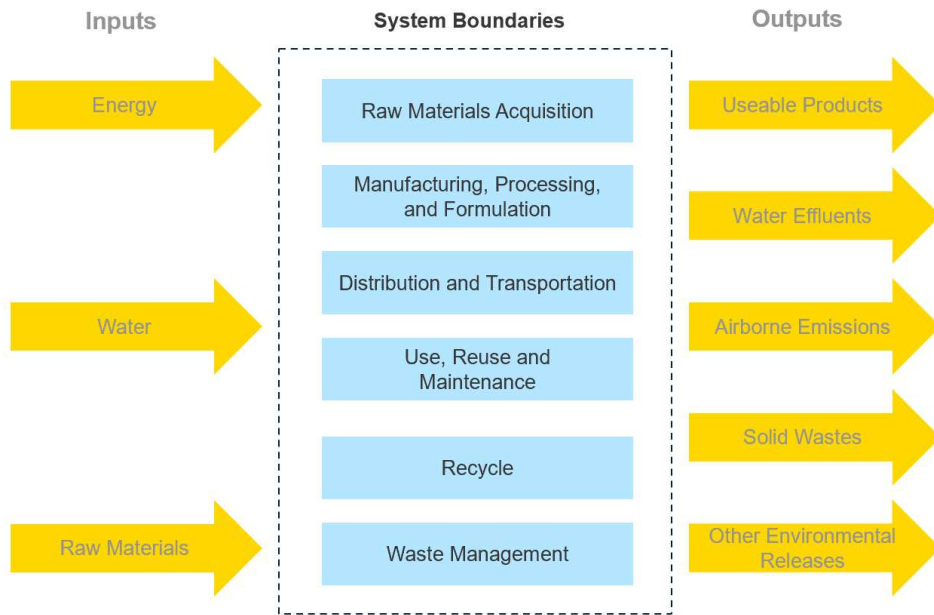 Inputs
System Boundaries
Outputs
Energy
Raw Materials Acquisition
Useable Products
Manufacturing, Processing,
and Formulation
Water Effluents
Distribution and Transportation
Water
Airborne Emissions
Use, Reuse and
Maintenance
Solid Wastes
Recycle
Raw Materials
Waste Management
Other Environmental
Releases